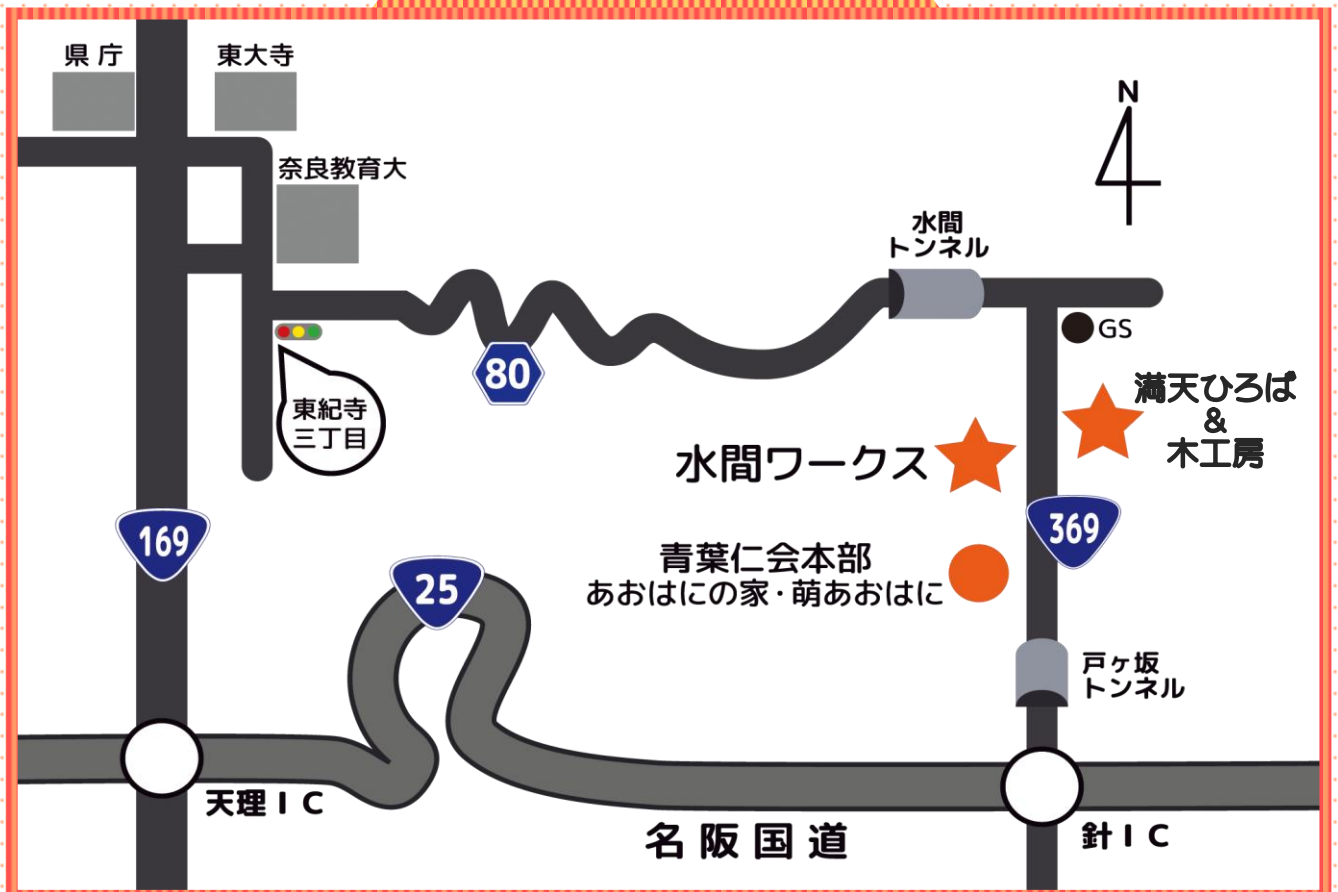 県庁
東大寺
奈良教育大
N
水間
トンネル
GS
80
東紀寺
三丁目
満天ひろば
&
木工房
水間ワークス
169
369
25
青葉仁会本部
あおはにの家・萌あおはに
戸ヶ坂
トンネル
天理IC
名阪国道
針IC